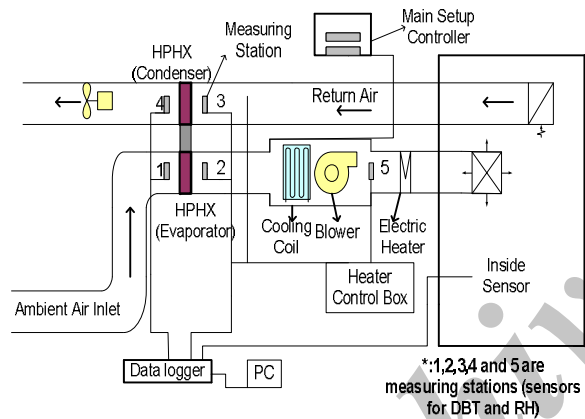 Main Setup
Controller
Measuring
Station
HPHX
(Condenser)
4
3
Return Air
1
2
5
HPHX
(Evaporator)
Cooling
Coil
Blower
Electric
Heater
Ambient Air Inlet
Heater
Control Box
Inside
Sensor
Data logger
PC
*:1,2,3,4 and 5 are
measuring stations (sensors
for DBT and RH)